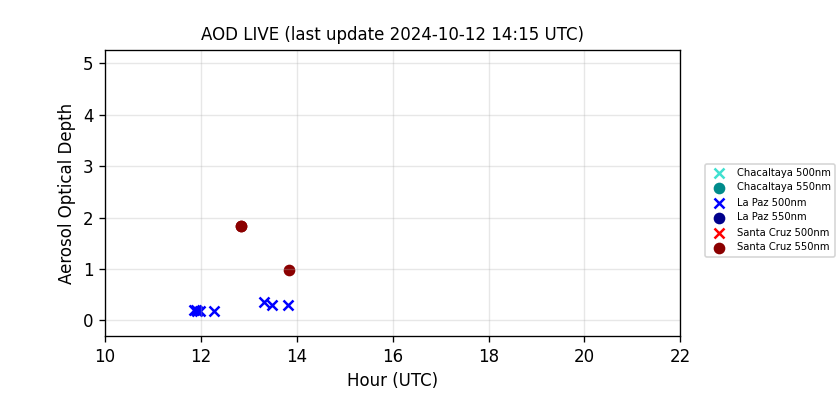 AOD LIVE (last update 2024-10-12 14:15 UTC)
5
4
3
2
1
0
Aerosol Optical Depth
10 12 14 16 18 20 22
Hour (UTC)
Chacaltaya 500nm
Chacaltaya 550nm
La Paz 500nm
La Paz 550nm
Santa Cruz 500nm
Santa Cruz 550nm